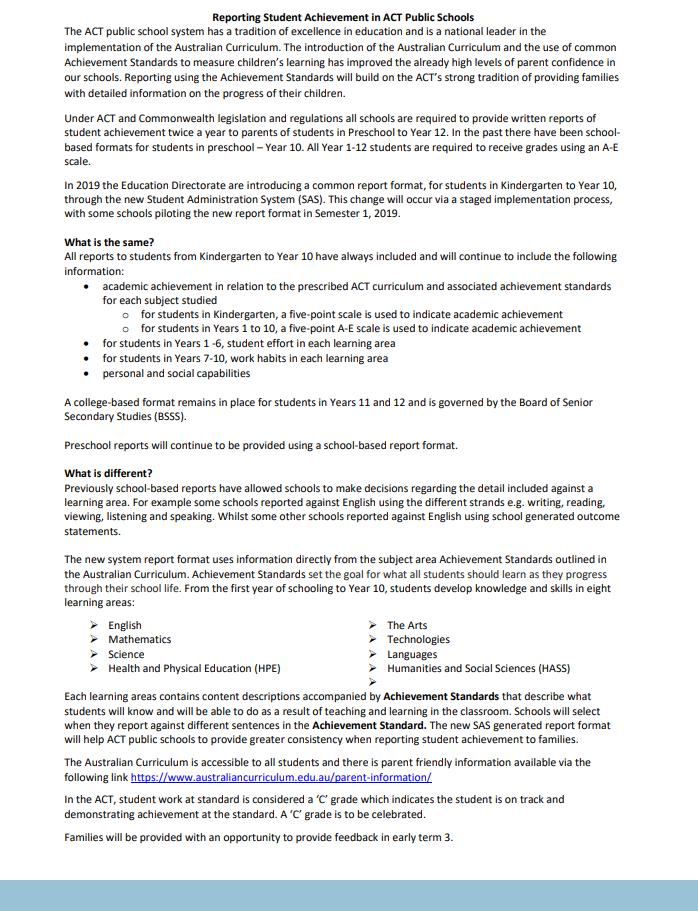 Reporting Student Achievement in ACT Public Schools
The ACT public school system has a tradition of excellence in education and is a national leader in the
implementation of the Australian Curriculum. The introduction of the Australian Curriculum and the use of common
Achievement Standards to measure children's learning has improved the already high levels of parent confidence in
our schools. Reporting using the Achievement Standards will build on the ACT's strong tradition of providing families
with detailed information on the progress of their children.
Under ACT and Commonwealth legislation and regulations all schools are required to provide written reports of
student achievement twice a year to parents of students in Preschool to Year 12. In the past there have been school-
based formats for students in preschool – Year 10. All Year 1-12 students are required to receive grades using an A-E
scale.
In 2019 the Education Directorate are introducing a common report format, for students in Kindergarten to Year 10,
through the new Student Administration System (SAS). This change will occur via a staged implementation process,
with some schools piloting the new report format in Semester 1, 2019.
What is the same?
All reports to students from Kindergarten to Year 10 have always included and will continue to include the following
information:
• academic achievement in relation to the prescribed ACT curriculum and associated achievement standards
for each subject studied
o for students in Kindergarten, a five-point scale is used to indicate academic achievement
o for students in Years 1 to 10, a five-point A-E scale is used to indicate academic achievement
• for students in Years 1 -6, student effort in each learning area
• for students in Years 7-10, work habits in each learning area
• personal and social capabilities
A college-based format remains in place for students in Years 11 and 12 and is governed by the Board of Senior
Secondary Studies (BSSS).
Preschool reports will continue to be provided using a school-based report format.
What is different?
Previously school-based reports have allowed schools to make decisions regarding the detail included against a
learning area. For example some schools reported against English using the different strands e.g. writing, reading,
viewing, listening and speaking. Whilst some other schools reported against English using school generated outcome
statements.
The new system report format uses information directly from the subject area Achievement Standards outlined in
the Australian Curriculum. Achievement Standards set the goal for what all students should learn as they progress
through their school life. From the first year of schooling to Year 10, students develop knowledge and skills in eight
learning areas:
➢ English
➢ Mathematics
➢ Science
➢ Health and Physical Education (HPE)
➢ The Arts
➢ Technologies
➢ Languages
➢ Humanities and Social Sciences (HASS)
➢
Each learning areas contains content descriptions accompanied by Achievement Standards that describe what
students will know and will be able to do as a result of teaching and learning in the classroom. Schools will select
when they report against different sentences in the Achievement Standard. The new SAS generated report format
will help ACT public schools to provide greater consistency when reporting student achievement to families.
The Australian Curriculum is accessible to all students and there is parent friendly information available via the
following link https://www.australiancurriculum.edu.au/parent-information/
In the ACT, student work at standard is considered a 'C' grade which indicates the student is on track and
demonstrating achievement at the standard. A 'C' grade is to be celebrated.
Families will be provided with an opportunity to provide feedback in early term 3.